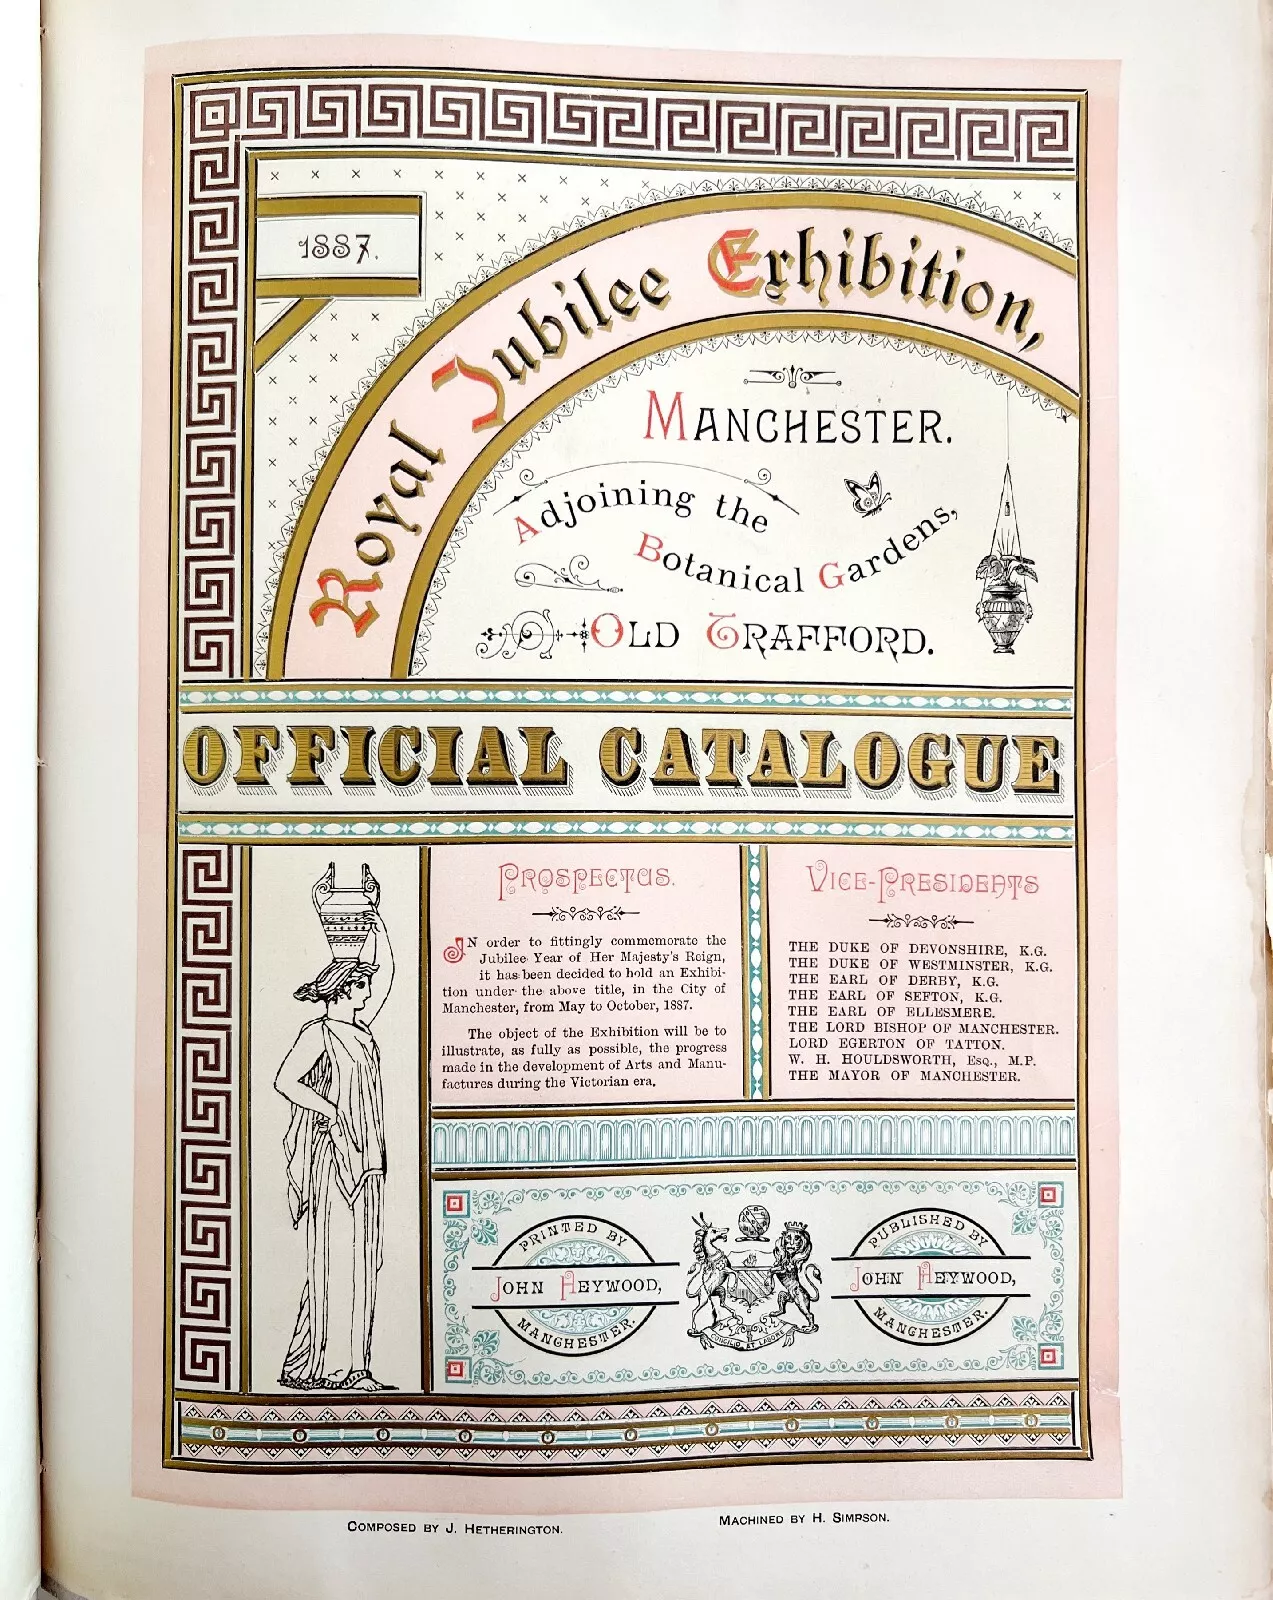 1887.
Royal Jubilee Exhibition,
MANCHESTER.
Adjoining the
Botanical Gardens,
OLD TRAFFORD.
OFFICIAL CATALOGUE
PROSPECTUS.
IN order to fittingly commemorate the
Jubilee Year of Her Majesty's Reign,
it has been decided to hold an Exhibi-
tion under the above title, in the City of
Manchester, from May to October, 1887.
The object of the Exhibition will be to
illustrate, as fully as possible, the progress
made in the development of Arts and Manu-
factures during the Victorian era.
VICE-PRESIDENTS
THE DUKE OF DEVONSHIRE, K.G.
THE DUKE OF WESTMINSTER, K.G.
THE EARL OF DERBY, K.G.
THE EARL OF SEFTON, K.G.
THE EARL OF ELLESMERE.
THE LORD BISHOP OF MANCHESTER.
LORD EGERTON OF TATTON.
W. H. HOULDSWORTH, ESQ., M.P.
THE MAYOR OF MANCHESTER.
PRINTED BY
JOHN HEYWOOD,
MANCHESTER.
CONCILIO ET LABORE
PUBLISHED BY
JOHN HEYWOOD,
MANCHESTER.
COMPOSED BY J. HETHERINGTON.
MACHINED BY H. SIMPSON.